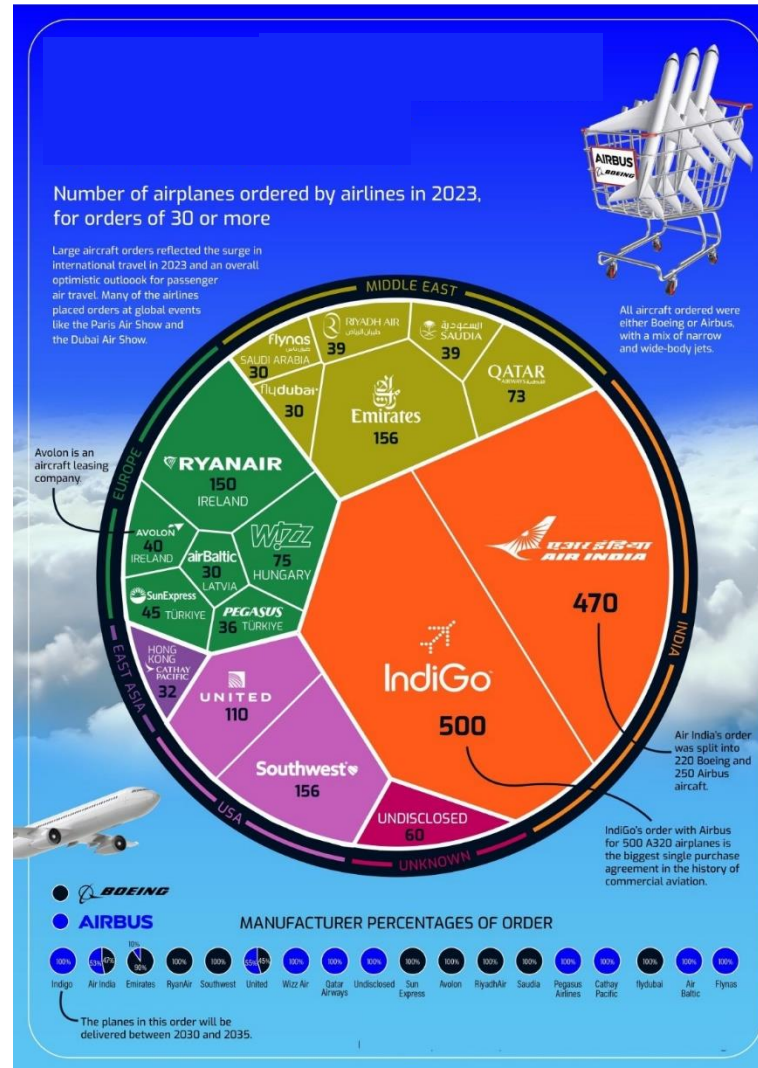 Number of airplanes ordered by airlines in 2023,
for orders of 30 or more
Large aircraft orders reflected the surge in
international travel in 2023 and an overall
optimistic outloook for passenger
air travel. Many of the airlines
placed orders at global events
like the Paris Air Show and
the Dubai Air Show.
AIRBUS
BOEING
All aircraft ordered were
either Boeing or Airbus,
with a mix of narrow
and wide-body jets.
MIDDLE EAST
flynas
طيران ناس
SAUDI ARABIA
30
RIYADH AIR
طيران الرياض
39
السعودية
SAUDIA
39
flydubai
30
Emirates
156
QATAR
AIRWAYS القطرية
73
EUROPE
Avolon is an
aircraft leasing
company.
RYANAIR
150
IRELAND
AVOLON
40
IRELAND
airBaltic
30
LATVIA
W!ZZ
75
HUNGARY
SunExpress
45 TÜRKIYE
PEGASUS
36 TÜRKIYE
INDIA
एअर इंडिया
AIR INDIA
470
IndiGo
500
EAST ASIA
HONG
KONG
CATHAY
PACIFIC
32
USA
UNITED
110
Southwest
156
UNDISCLOSED
60
UNKNOWN
Air India's order
was split into
220 Boeing and
250 Airbus
aircaft.
IndiGo's order with Airbus
for 500 A320 airplanes is
the biggest single purchase
agreement in the history of
commercial aviation.
BOEING
AIRBUS
MANUFACTURER PERCENTAGES OF ORDER
100%
Indigo
53% 47%
Air India
10%
90%
Emirates
100%
RyanAir
100%
Southwest
55% 45%
United
100%
Wizz Air
100%
Qatar
Airways
100%
Undisclosed
100%
Sun
Express
100%
Avolon
100%
RiyadhAir
100%
Saudia
100%
Pegasus
Airlines
100%
Cathay
Pacific
100%
flydubai
100%
Air
Baltic
100%
Flynas
The planes in this order will be
delivered between 2030 and 2035.